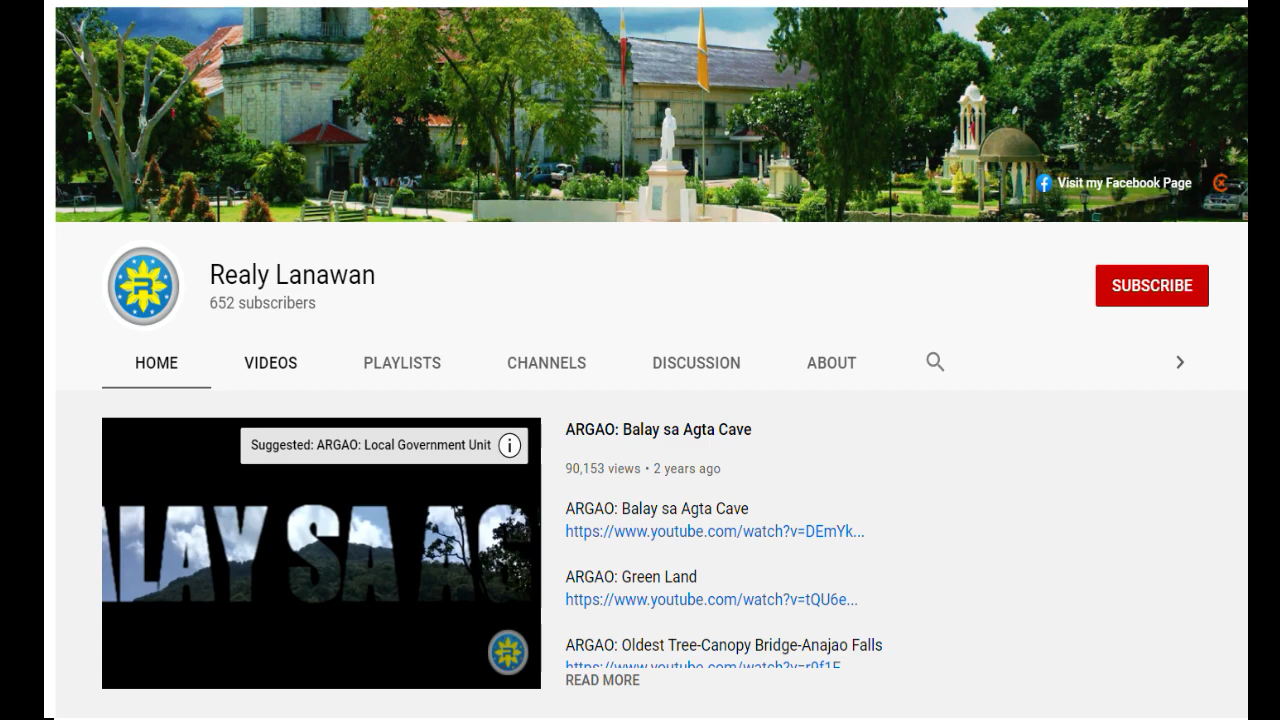 Visit my Facebook Page
Realy Lanawan
652 subscribers
SUBSCRIBE
HOME VIDEOS PLAYLISTS CHANNELS DISCUSSION ABOUT
Suggested: ARGAO: Local Government Unit
ALAY SA AG
ARGAO: Balay sa Agta Cave
90,153 views • 2 years ago
ARGAO: Balay sa Agta Cave
https://www.youtube.com/watch?v=DEmYk...
ARGAO: Green Land
https://www.youtube.com/watch?v=tQU6e...
ARGAO: Oldest Tree-Canopy Bridge-Anajao Falls
READ MORE